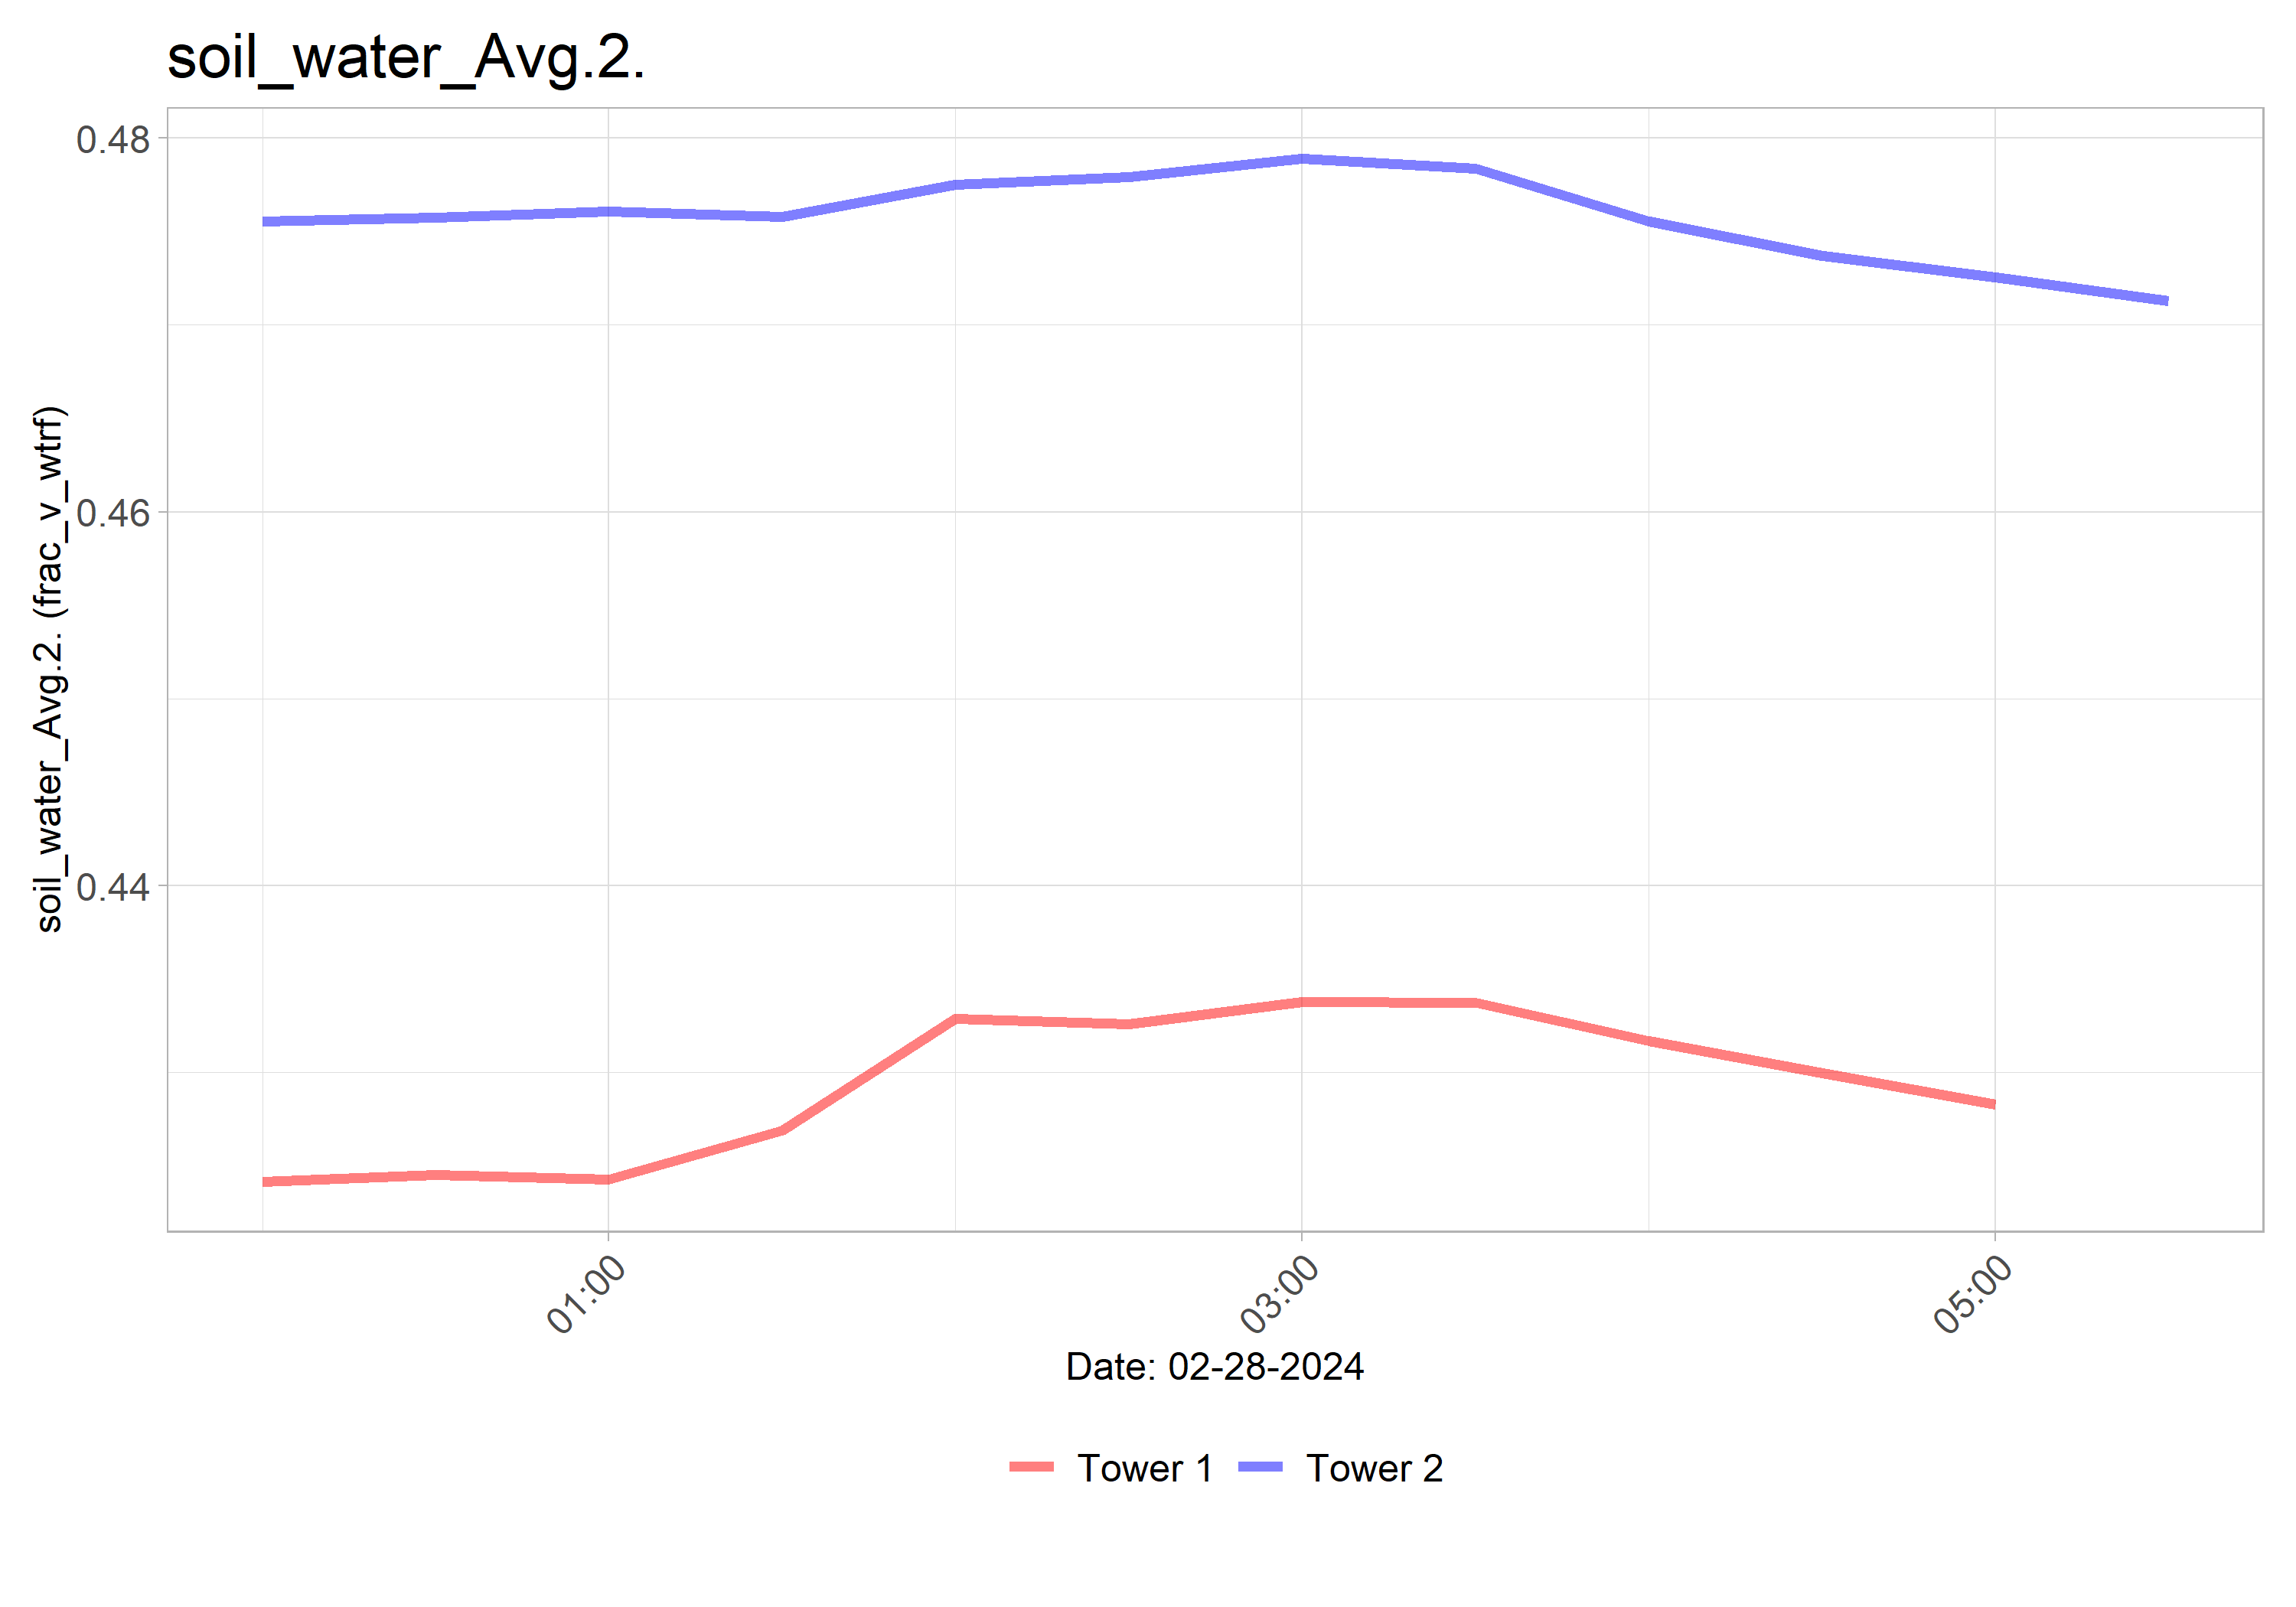 soil_water_Avg.2.
soil_water_Avg.2. (frac_v_wtrf)
0.48
0.46
0.44
01:00
03:00
05:00
Date: 02-28-2024
Tower 1
Tower 2